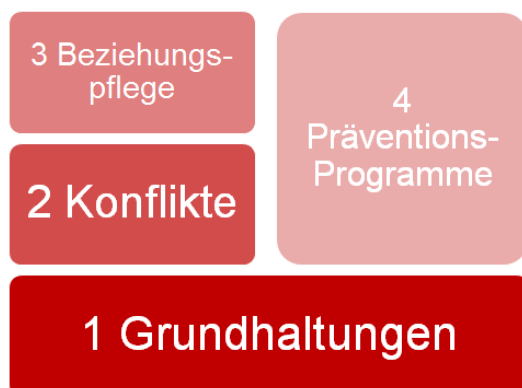 3 Beziehungs-
pflege
2 Konflikte
4
Präventions-
Programme
1 Grundhaltungen